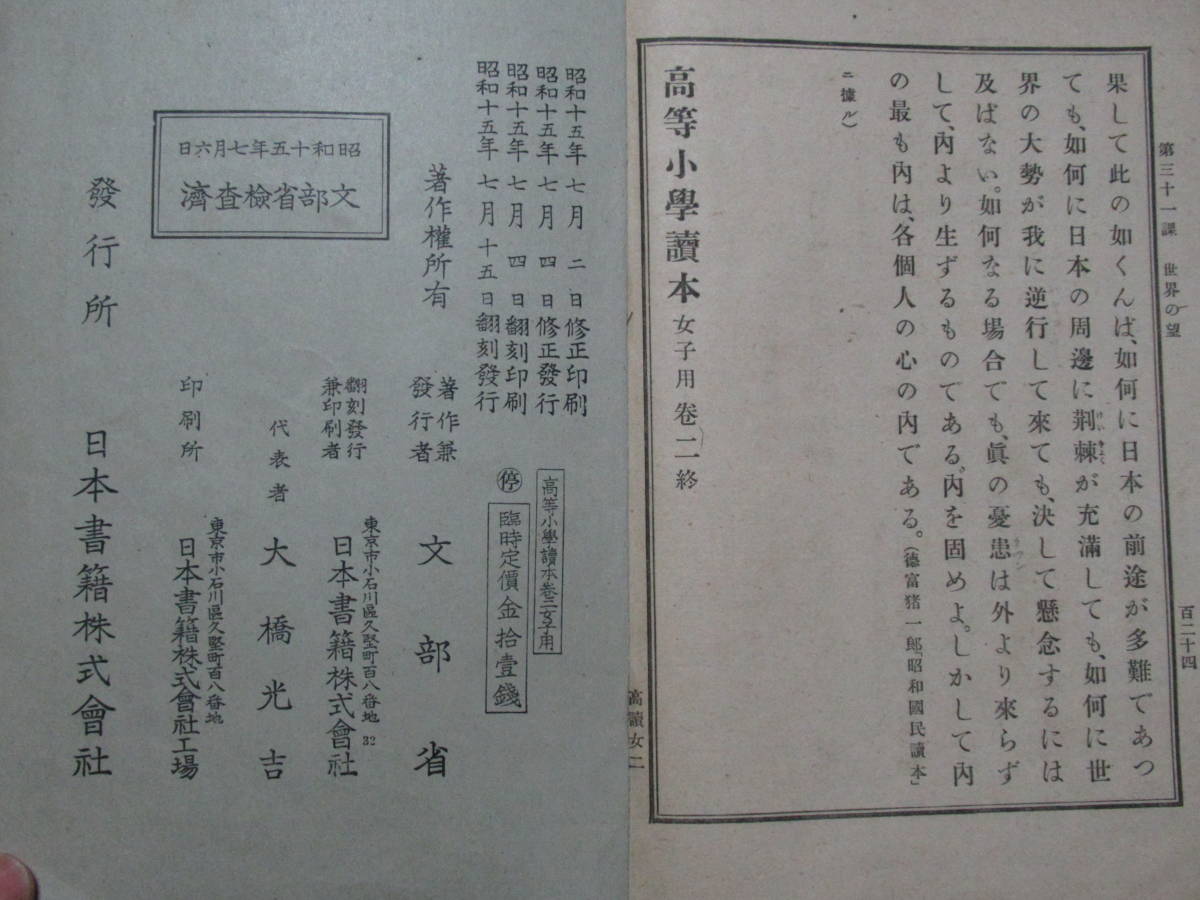 第三十一課　世界の望
百二十四
果して此の如くんば、如何に日本の前途が多難であつ
ても、如何に日本の周邊に荆棘が充滿しても、如何に世
界の大勢が我に逆行して來ても、決して懸念するには
及ばない。如何なる場合でも、眞の憂患は外より來らず
して、內より生ずるものである。內を固めよ。しかして內
の最も內は、各個人の心の內である。(德富猪一郎「昭和國民讀本」
ニ據ル)
高等小學讀本 女子用 卷二 終
高讀女二
昭和十五年 七月 二 日修正印刷
昭和十五年 七月 四 日修正發行
昭和十五年 七月 四 日翻刻印刷
昭和十五年 七月十五日翻刻發行
高等小學讀本卷二女子用
停
臨時定價金拾壹錢
著作權所有
著作兼
發行者
文部省
翻刻發行
兼印刷者
東京市小石川區久堅町百八番地
32
日本書籍株式會社
代表者 大橋光吉
印刷所
東京市小石川區久堅町百八番地
日本書籍株式會社工場
昭和十五年七月六日
文部省檢査濟
發行所 日本書籍株式會社